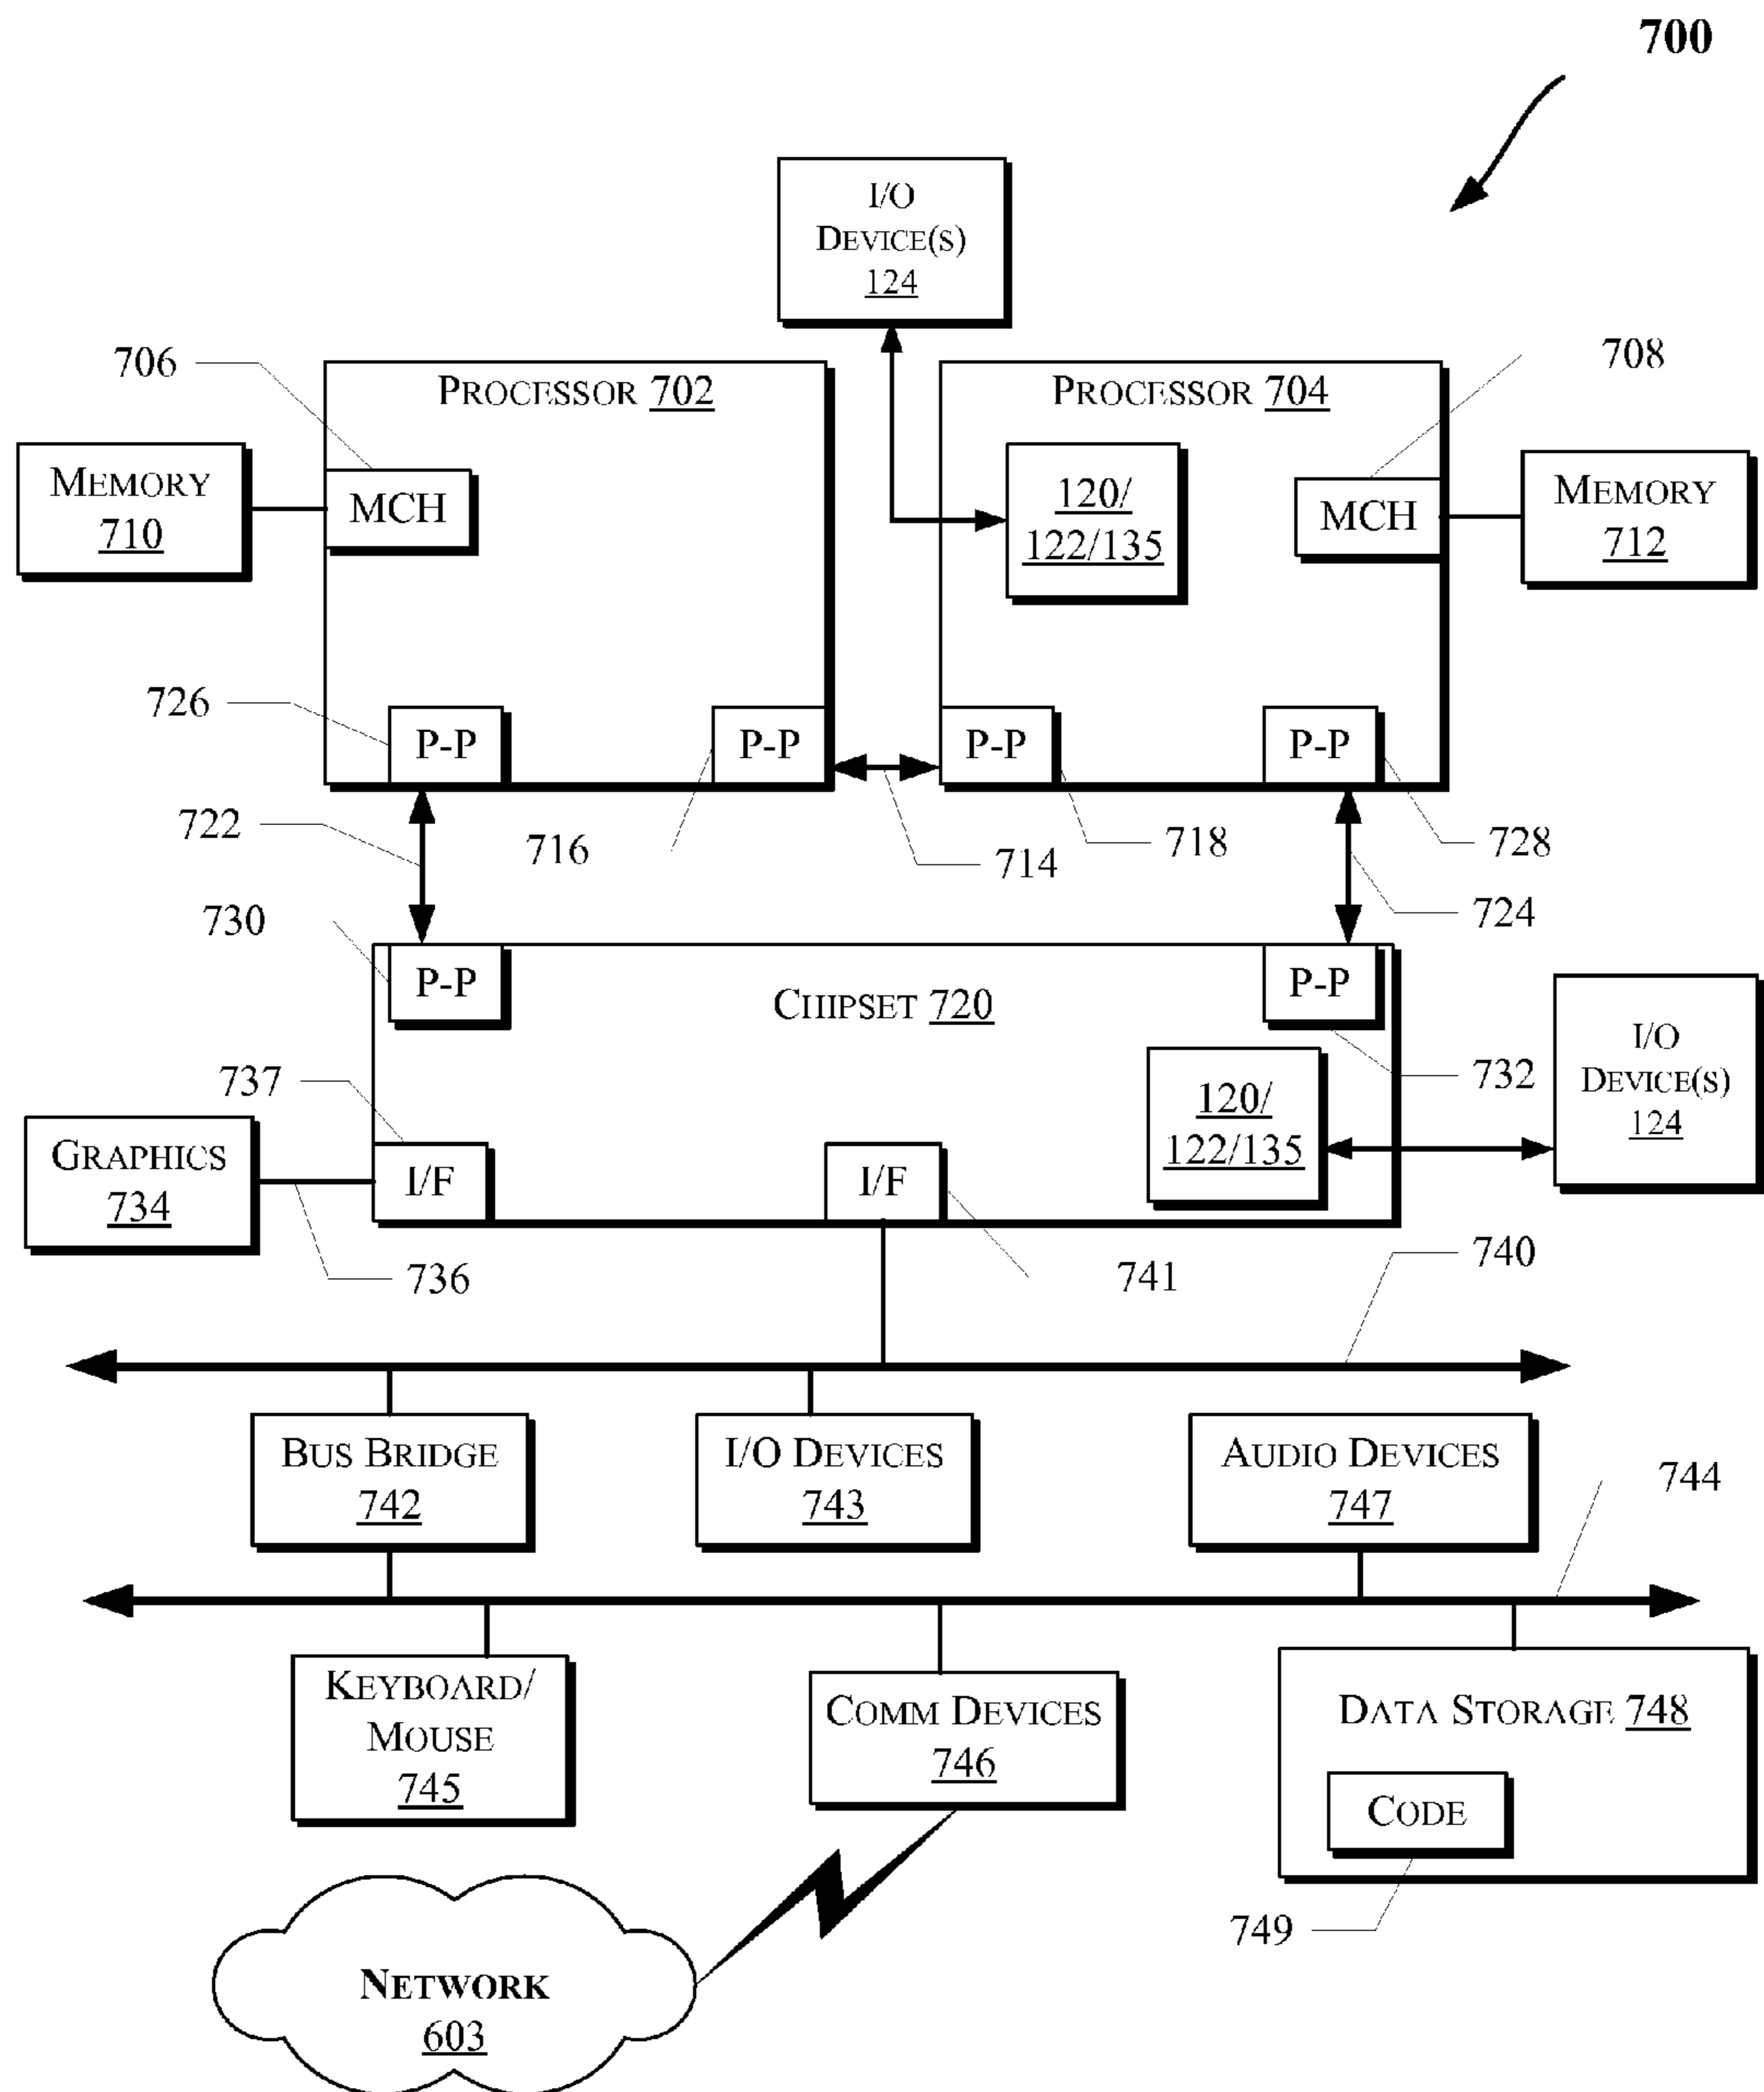 700
I/O
DEVICE(S)
124
706
PROCESSOR 702
PROCESSOR 704
708
MEMORY
710
MCH
120/
122/135
MCH
MEMORY
712
726
P-P
P-P
P-P
P-P
722
716
714
718
728
730
724
P-P
CHIPSET 720
P-P
I/O
DEVICE(S)
124
737
732
120/
122/135
GRAPHICS
734
I/F
I/F
736
741
740
BUS BRIDGE
742
I/O DEVICES
743
AUDIO DEVICES
747
744
KEYBOARD/
MOUSE
745
COMM DEVICES
746
DATA STORAGE 748
CODE
749
NETWORK
603